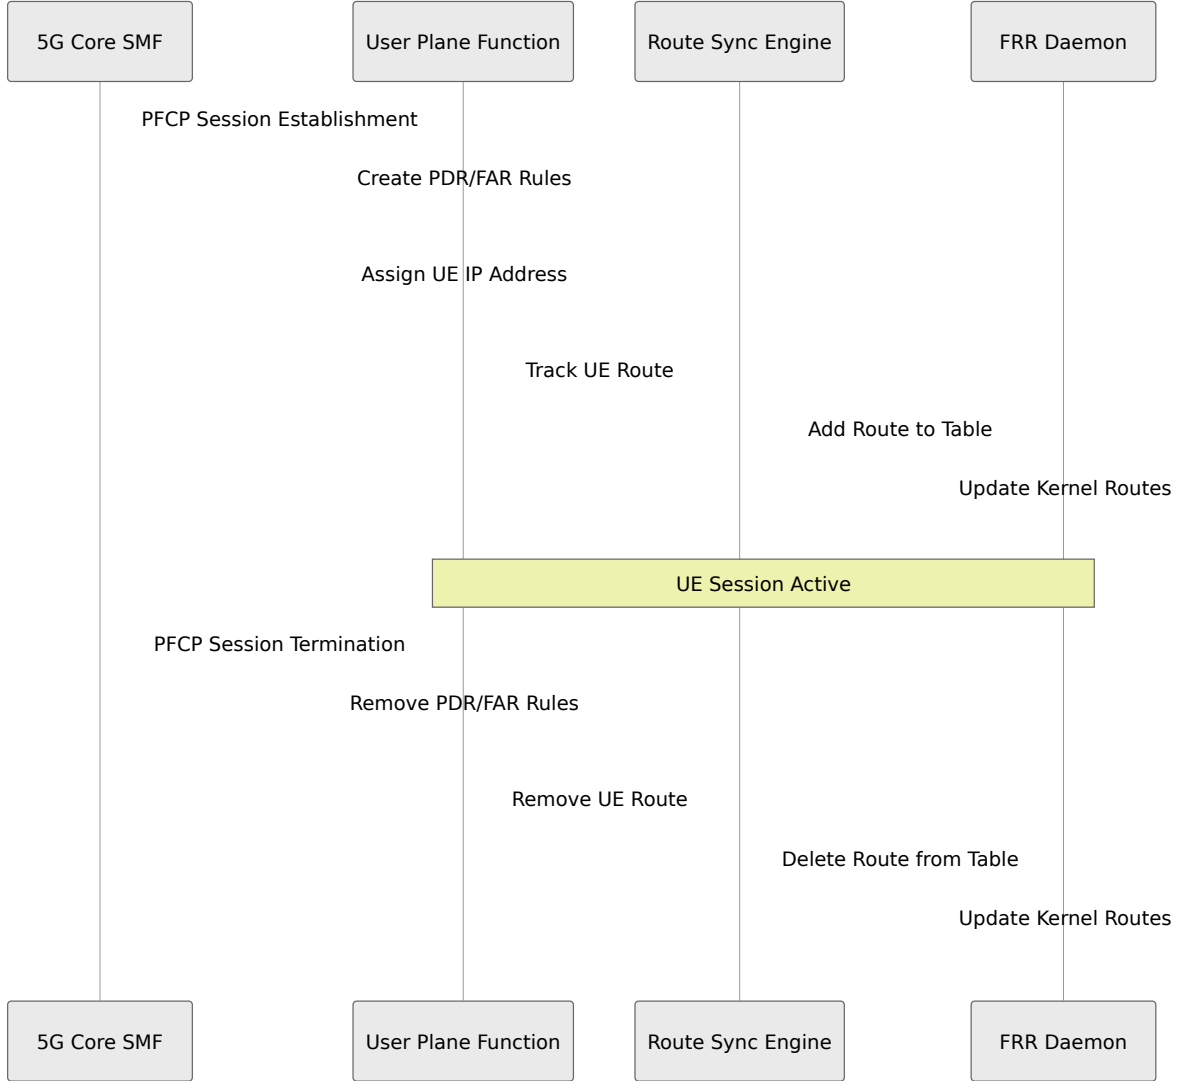 5G Core SMF
User Plane Function
Route Sync Engine
FRR Daemon
PFCP Session Establishment
Create PDR/FAR Rules
Assign UE IP Address
Track UE Route
Add Route to Table
Update Kernel Routes
UE Session Active
PFCP Session Termination
Remove PDR/FAR Rules
Remove UE Route
Delete Route from Table
Update Kernel Routes
5G Core SMF
User Plane Function
Route Sync Engine
FRR Daemon